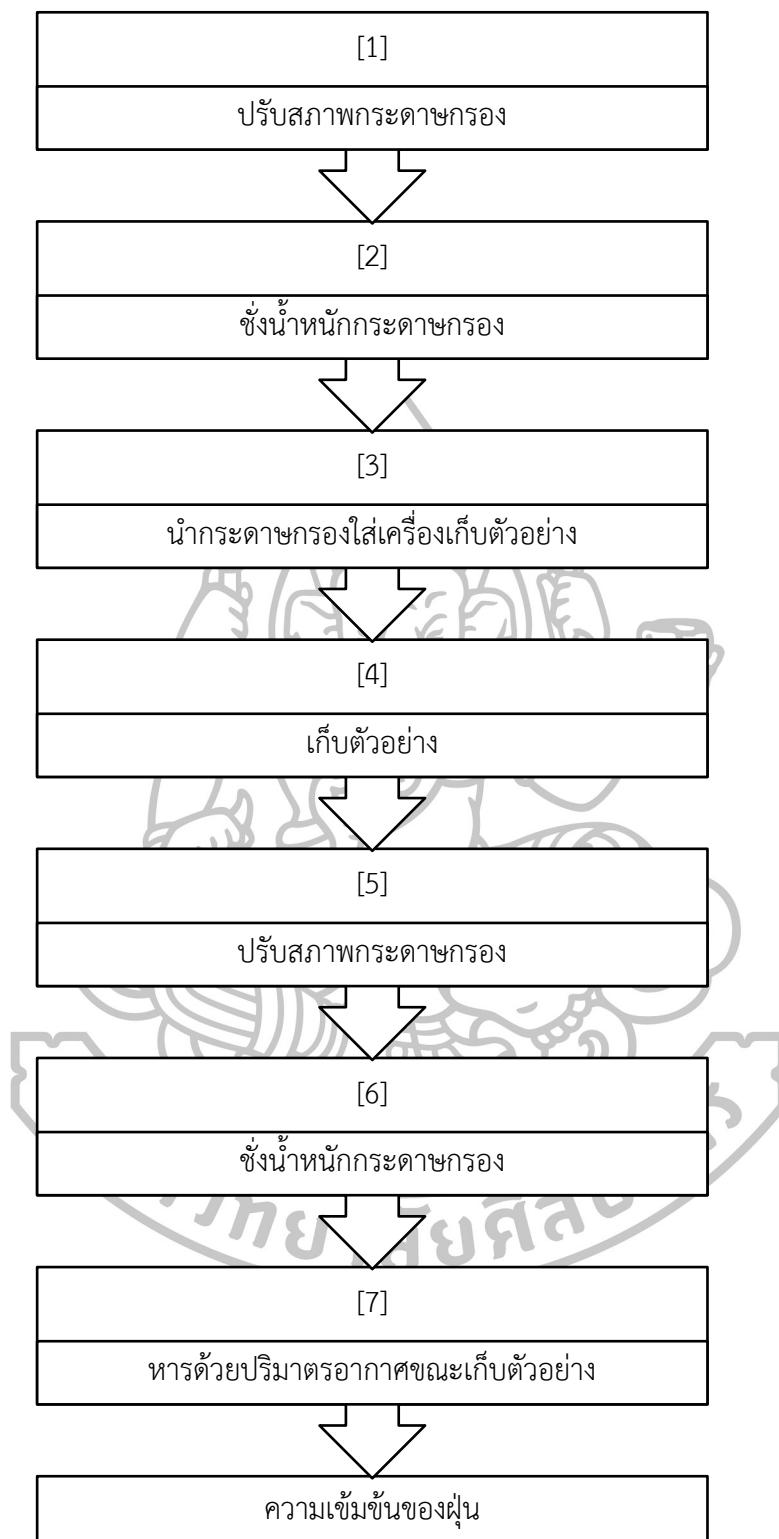 [1]
ปรับสภาพกระดาษกรอง
[2]
ชั่งน้ำหนักกระดาษกรอง
[3]
นำกระดาษกรองใส่เครื่องเก็บตัวอย่าง
[4]
เก็บตัวอย่าง
[5]
ปรับสภาพกระดาษกรอง
[6]
ชั่งน้ำหนักกระดาษกรอง
[7]
หารด้วยปริมาตรอากาศขณะเก็บตัวอย่าง
ความเข้มข้นของฝุ่น